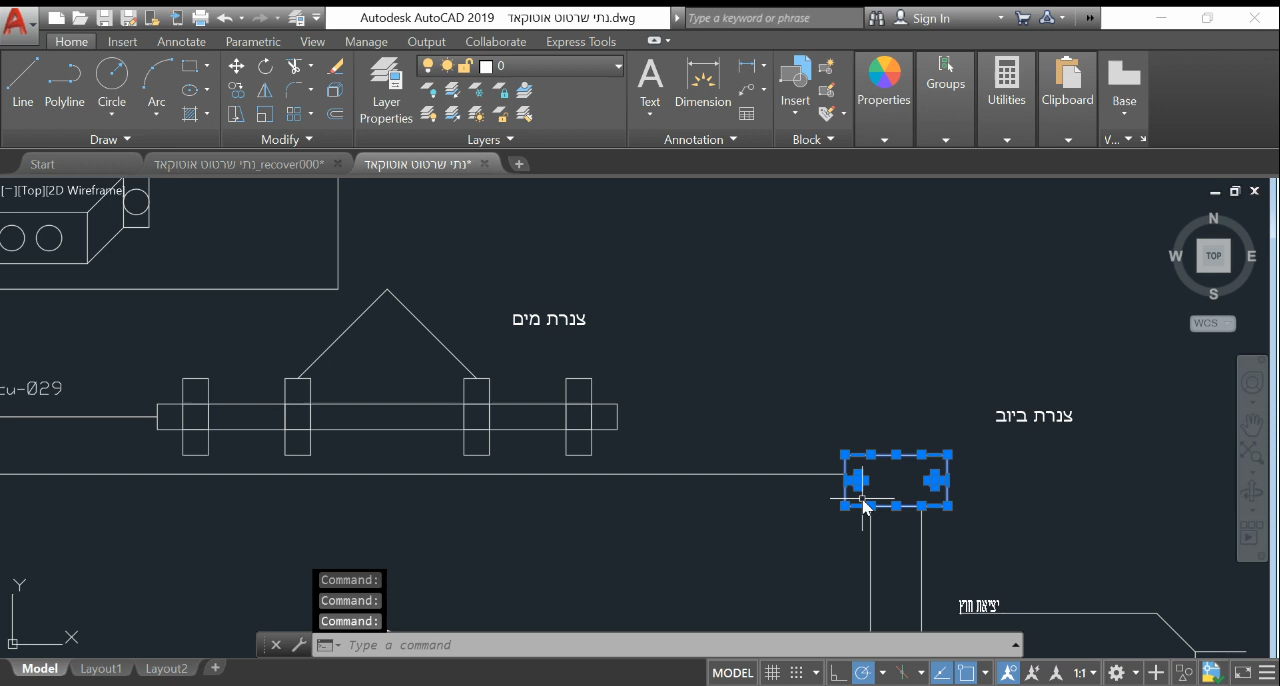 Autodesk AutoCAD 2019 נתי שרטוט אוטוקאד.dwg
Type a keyword or phrase
Sign In
Home Insert Annotate Parametric View Manage Output Collaborate Express Tools
0
Line Polyline Circle Arc
Layer Properties
Text Dimension
Insert
Properties Groups Utilities Clipboard Base
Draw Modify Layers Annotation Block V...
Start נתי שרטוט אוטוקאד_recover000* נתי שרטוט אוטוקאד*
[−][Top][2D Wireframe]
N
W TOP E
S
WCS
צנרת מים
cu-029
צנרת ביוב
יציאת חוץ
Y
X
Command:
Command:
Command:
Type a command
Model Layout1 Layout2 +
MODEL 1:1